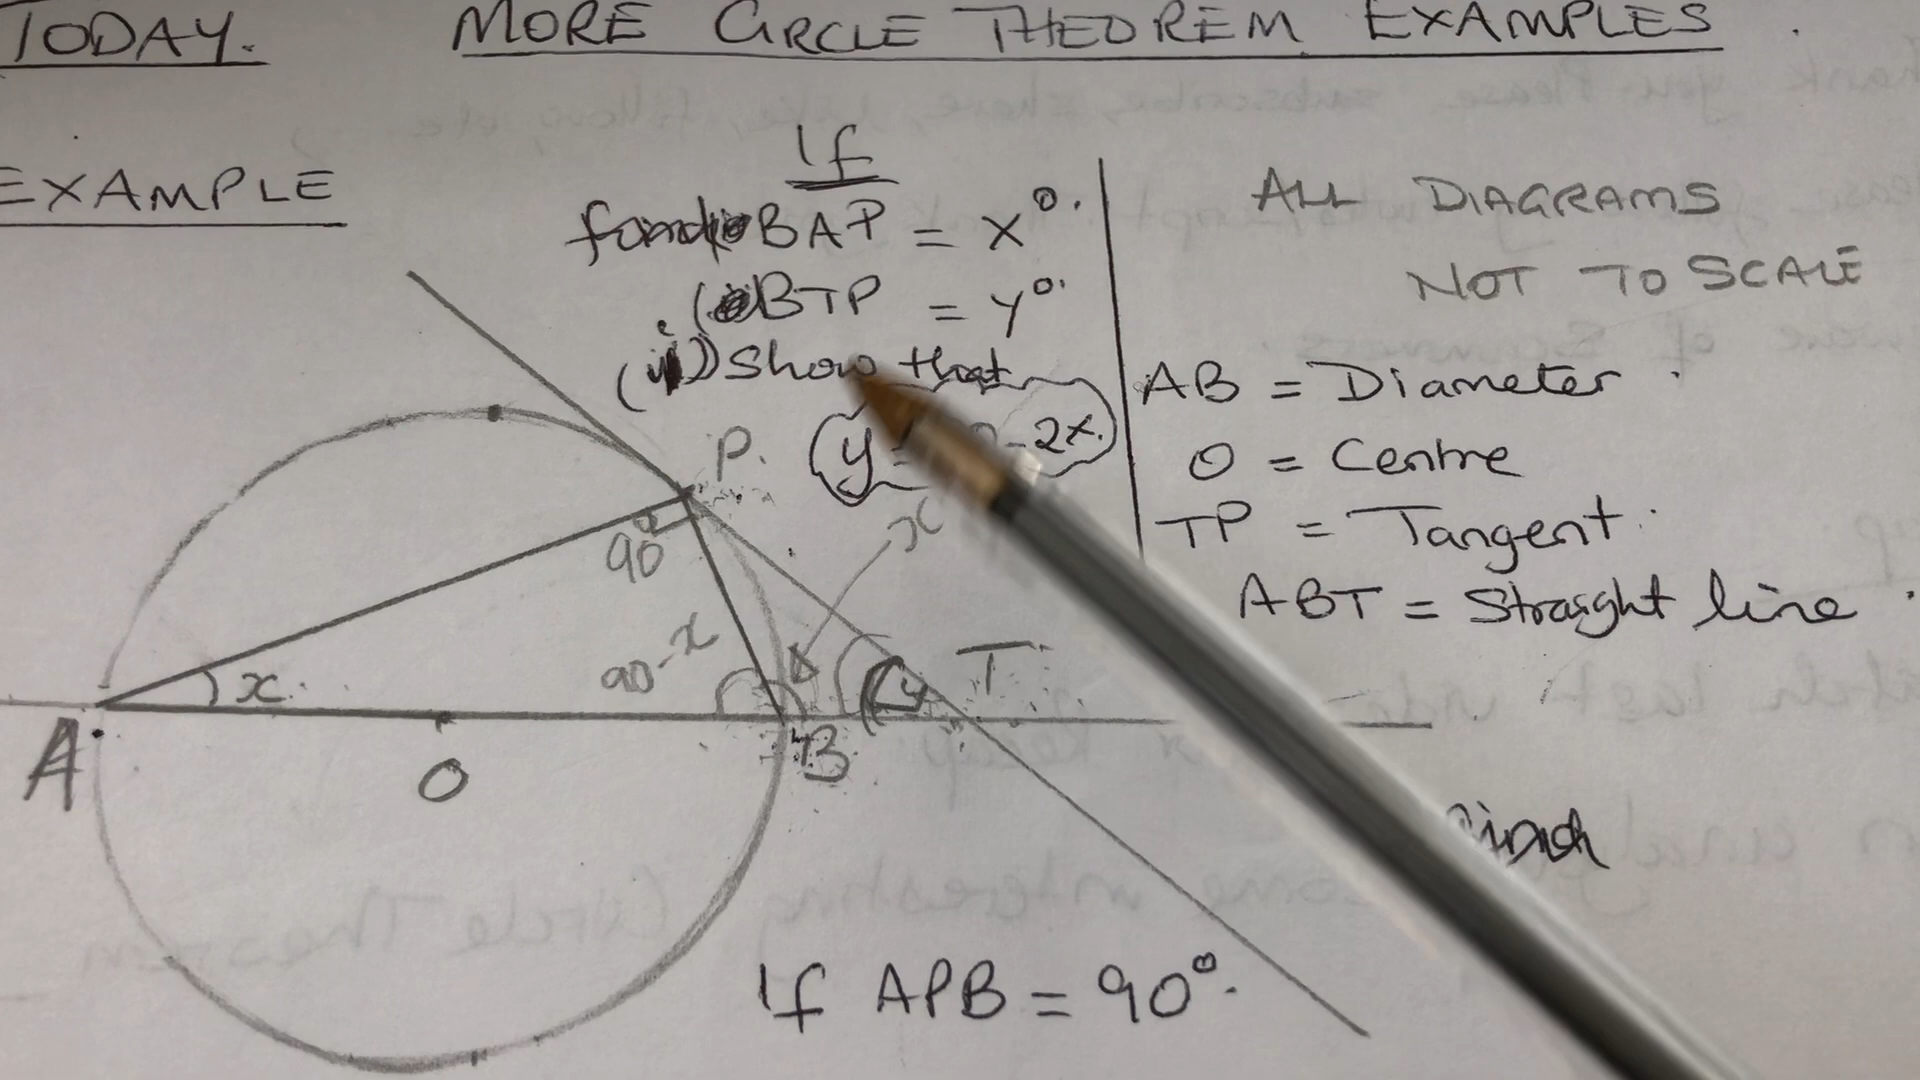 TODAY. MORE CIRCLE THEOREM EXAMPLES.
EXAMPLE
If
BAP = x°.
BTP = y°.
Show that
y = -2x.
ALL DIAGRAMS
NOT TO SCALE
AB = Diameter.
O = Centre
TP = Tangent.
ABT = Straight line.
P.
x
90
90-x
x.
y
T
A
O
B
If APB = 90°.